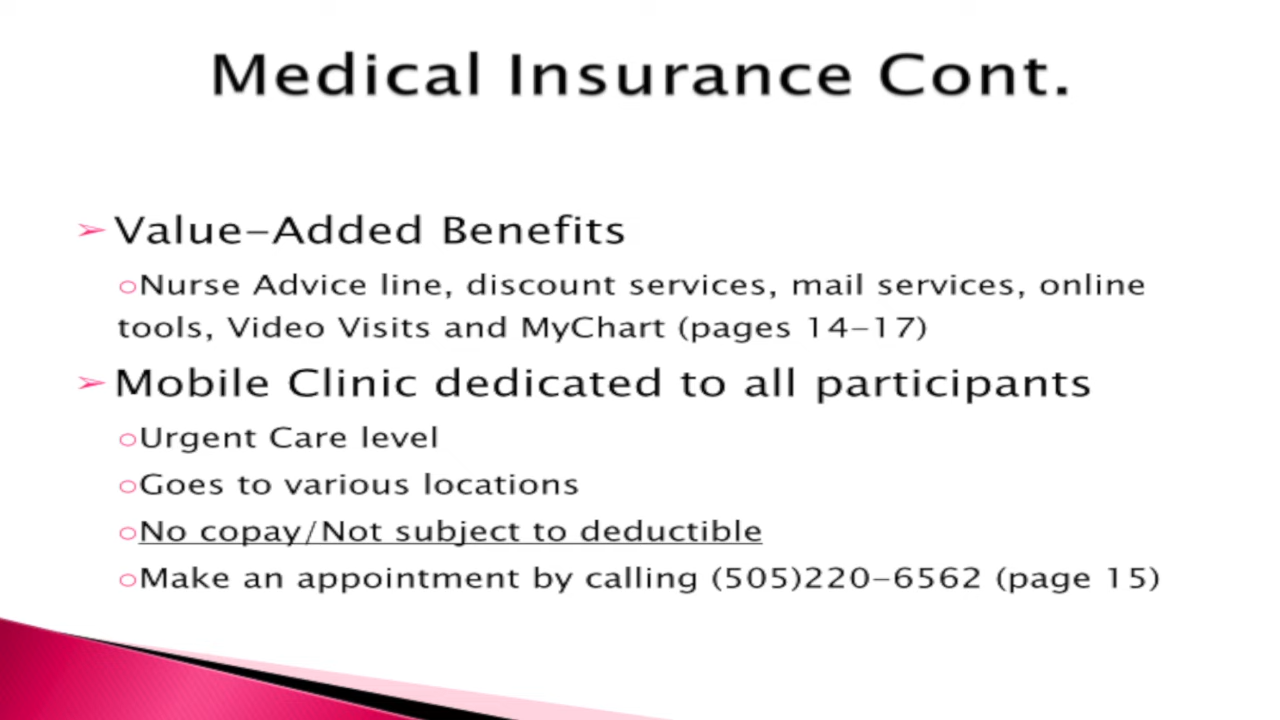 Medical Insurance Cont.
➢Value-Added Benefits
○Nurse Advice line, discount services, mail services, online
tools, Video Visits and MyChart (pages 14-17)
➢Mobile Clinic dedicated to all participants
○Urgent Care level
○Goes to various locations
○No copay/Not subject to deductible
○Make an appointment by calling (505)220-6562 (page 15)